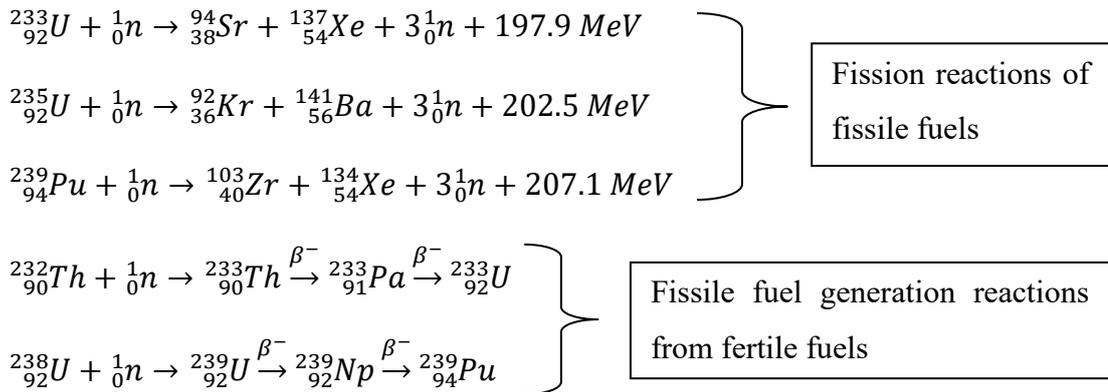 ²³³₉₂U + ¹₀n → ⁹⁴₃₈Sr + ¹³⁷₅₄Xe + 3¹₀n + 197.9 MeV
²³⁵₉₂U + ¹₀n → ⁹²₃₆Kr + ¹⁴¹₅₆Ba + 3¹₀n + 202.5 MeV
²³⁹₉₄Pu + ¹₀n → ¹⁰³₄₀Zr + ¹³⁴₅₄Xe + 3¹₀n + 207.1 MeV
Fission reactions of
fissile fuels
²³²₉₀Th + ¹₀n → ²³³₉₀Th β⁻→ ²³³₉₁Pa β⁻→ ²³³₉₂U
²³⁸₉₂U + ¹₀n → ²³⁹₉₂U β⁻→ ²³⁹₉₂Np β⁻→ ²³⁹₉₄Pu
Fissile fuel generation reactions
from fertile fuels